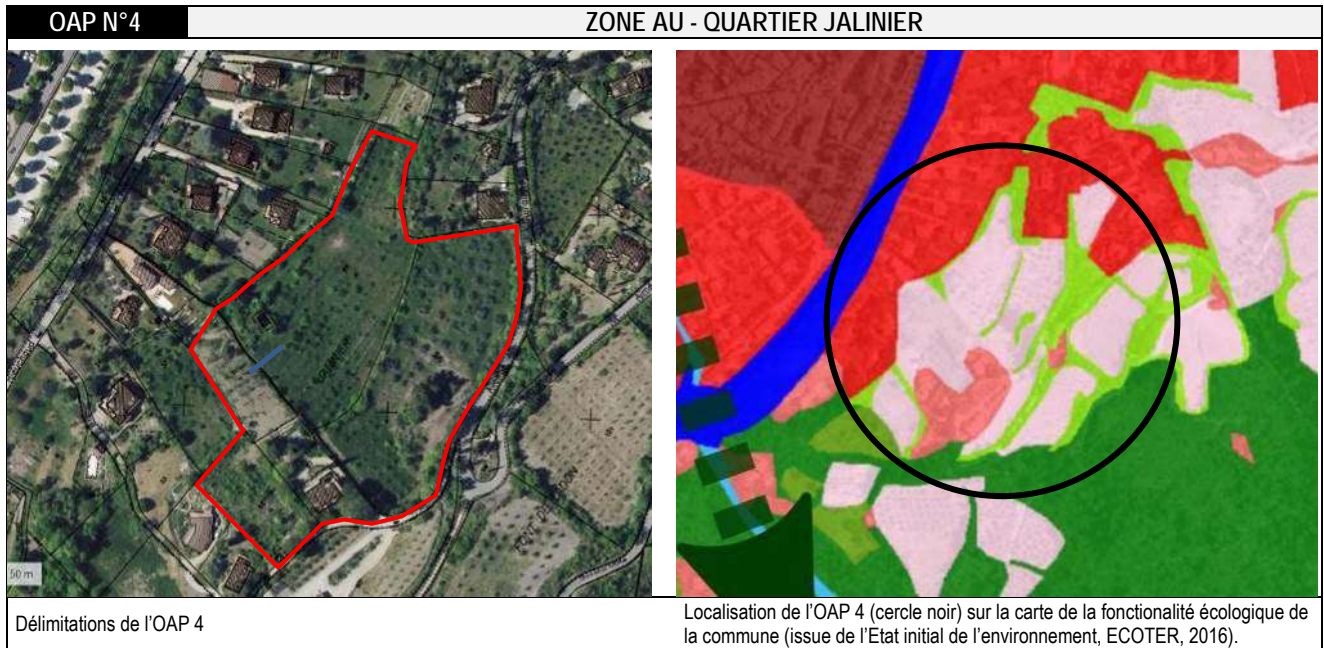 OAP N°4
ZONE AU - QUARTIER JALINIER
50 m
Délimitations de l'OAP 4
Localisation de l'OAP 4 (cercle noir) sur la carte de la fonctionalité écologique de
la commune (issue de l'Etat initial de l'environnement, ECOTER, 2016).